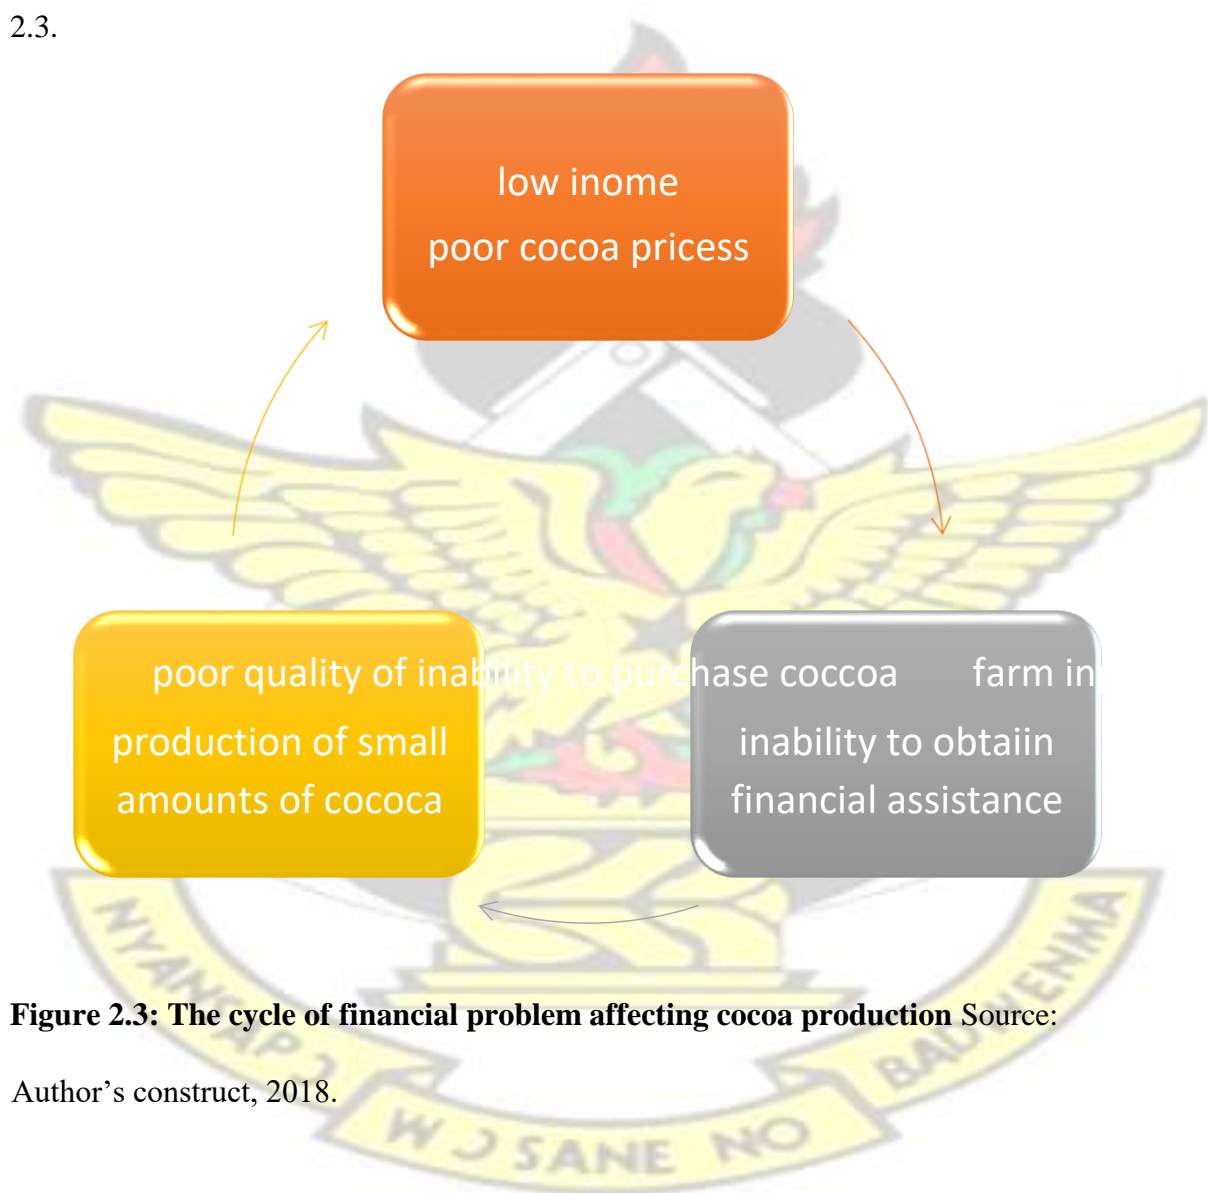 2.3.
low inome
poor cocoa pricess
poor quality of inability to purchase coccoa farm in
production of small
amounts of cococa
inability to obtaiin
financial assistance
Figure 2.3: The cycle of financial problem affecting cocoa production Source:
Author’s construct, 2018.
NYANSAPƆ WƆSANE NO BADWENMA